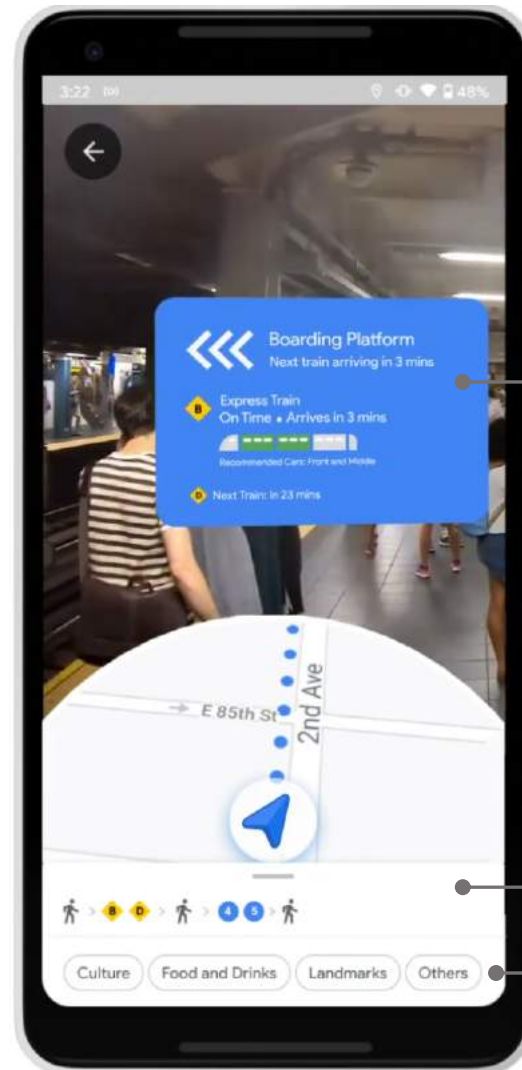 3:22
48%
Boarding Platform
Next train arriving in 3 mins
B
Express Train
On Time • Arrives in 3 mins
Recommended Cars: Front and Middle
D
Next Train: in 23 mins
E 85th St
2nd Ave
B D 4 5
Culture
Food and Drinks
Landmarks
Others